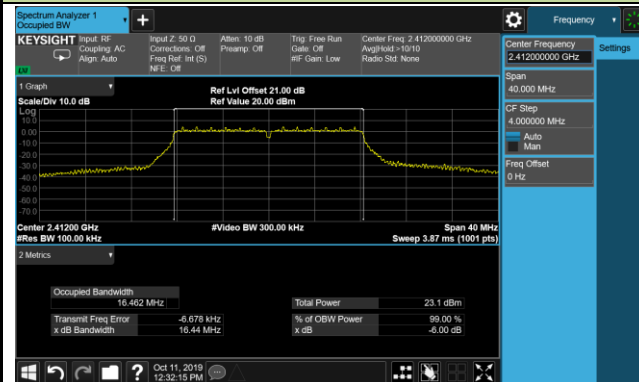 Spectrum Analyzer 1
Occupied BW
Frequency
KEYSIGHT
Input: RF
Coupling: AC
Align: Auto
Input Z: 50 Ω
Corrections: Off
Freq Ref: Int (S)
NFE: Off
Atten: 10 dB
Preamp: Off
Trig: Free Run
Gate: Off
#IF Gain: Low
Center Freq: 2.412000000 GHz
Avg|Hold:>10/10
Radio Std: None
Center Frequency
2.412000000 GHz
Settings
Span
40.000 MHz
CF Step
4.000000 MHz
Auto
Man
Freq Offset
0 Hz
1 Graph
Scale/Div 10.0 dB
Ref Lvl Offset 21.00 dB
Ref Value 20.00 dBm
Log
10.0
0.00
-10.0
-20.0
-30.0
-40.0
-50.0
-60.0
-70.0
Center 2.41200 GHz
#Res BW 100.00 kHz
#Video BW 300.00 kHz
Span 40 MHz
Sweep 3.87 ms (1001 pts)
2 Metrics
Occupied Bandwidth
16.462 MHz
Total Power 23.1 dBm
Transmit Freq Error -6.678 kHz
% of OBW Power 99.00 %
x dB Bandwidth 16.44 MHz
x dB -6.00 dB
Oct 11, 2019
12:32:15 PM